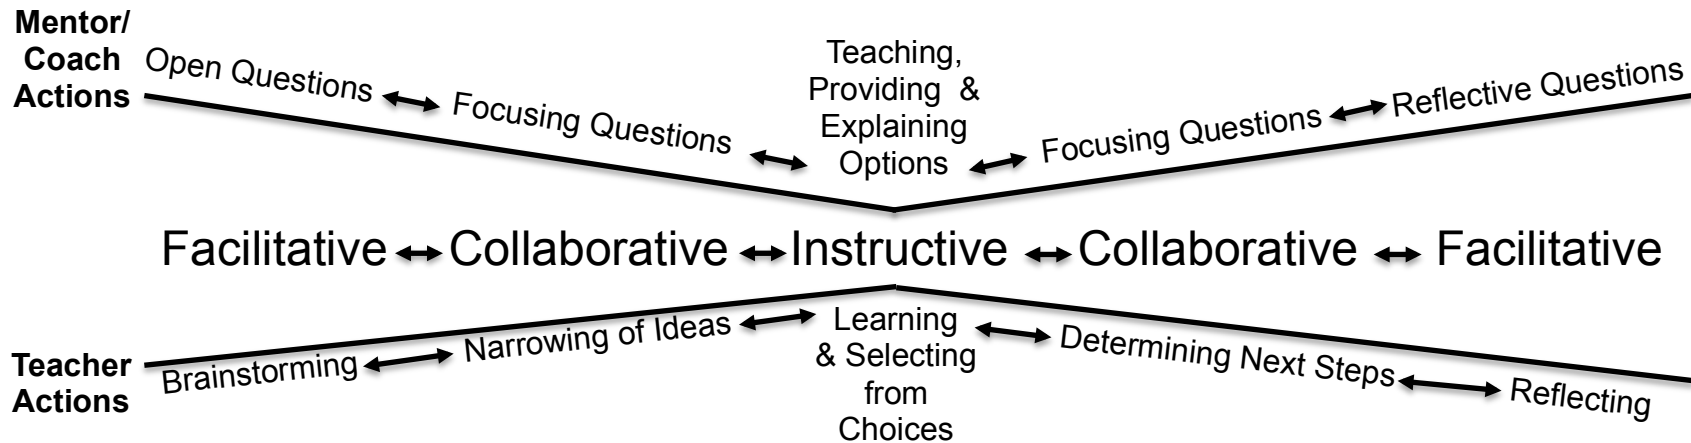 Mentor/
Coach
Actions
Open Questions
Focusing Questions
Teaching,
Providing &
Explaining
Options
Focusing Questions
Reflective Questions
Facilitative
Collaborative
Instructive
Collaborative
Facilitative
Teacher
Actions
Brainstorming
Narrowing of Ideas
Learning
& Selecting
from
Choices
Determining Next Steps
Reflecting